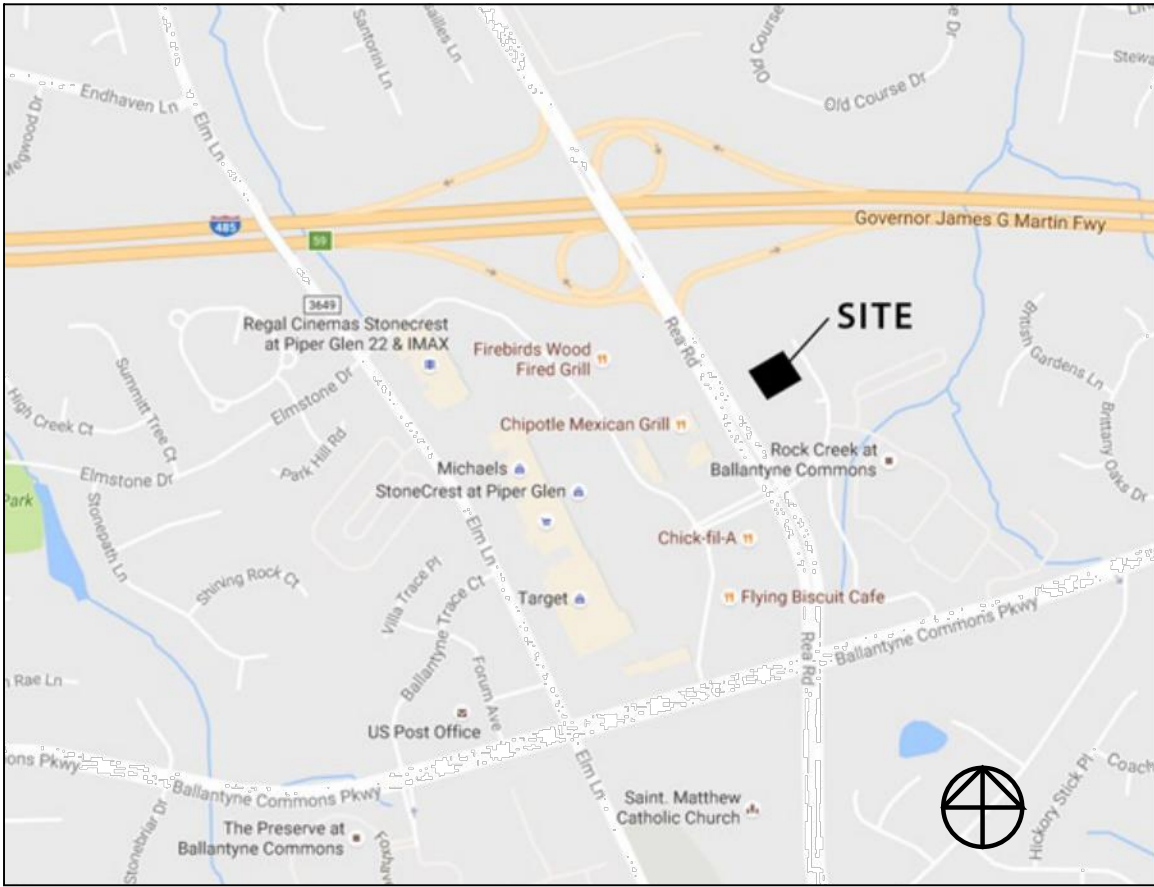 Santorini Ln
Old Course
Old Course Dr
Endhaven Ln
Elm Ln
Megwood Dr
485
59
Governor James G Martin Fwy
3649
Regal Cinemas Stonecrest
at Piper Glen 22 & IMAX
Firebirds Wood
Fired Grill
Rea Rd
SITE
British Gardens Ln
Summitt Tree Ct
High Creek Ct
Elmstone Dr
Park Hill Rd
Chipotle Mexican Grill
Rock Creek at
Ballantyne Commons
Brittany Oaks Dr
Michaels
StoneCrest at Piper Glen
Elmstone Dr
Park
Stonepath Ln
Elm Ln
Chick-fil-A
Shining Rock Ct
Villa Trace Pl
Ballantyne Trace Ct
Target
Flying Biscuit Cafe
Ballantyne Commons Pkwy
Rea Rd
Rae Ln
Forum Ave
US Post Office
ons Pkwy
Ballantyne Commons Pkwy
Elm Ln
Saint. Matthew
Catholic Church
Hickory Stick Pl
Coach
Stonebriar Dr
The Preserve at
Ballantyne Commons